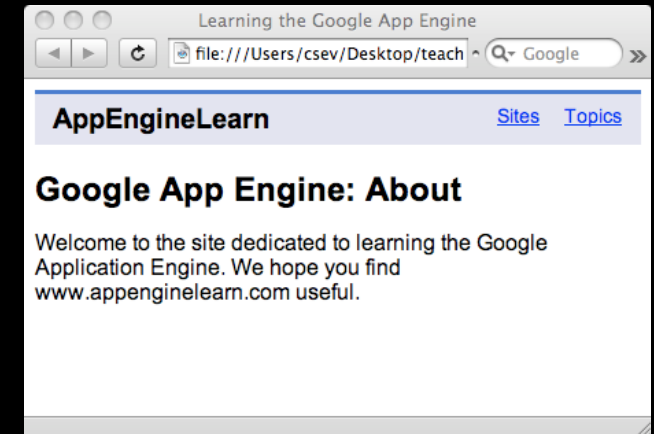 Learning the Google App Engine
file:///Users/csev/Desktop/teach Google
AppEngineLearn Sites Topics
Google App Engine: About
Welcome to the site dedicated to learning the Google
Application Engine. We hope you find
www.appenginelearn.com useful.